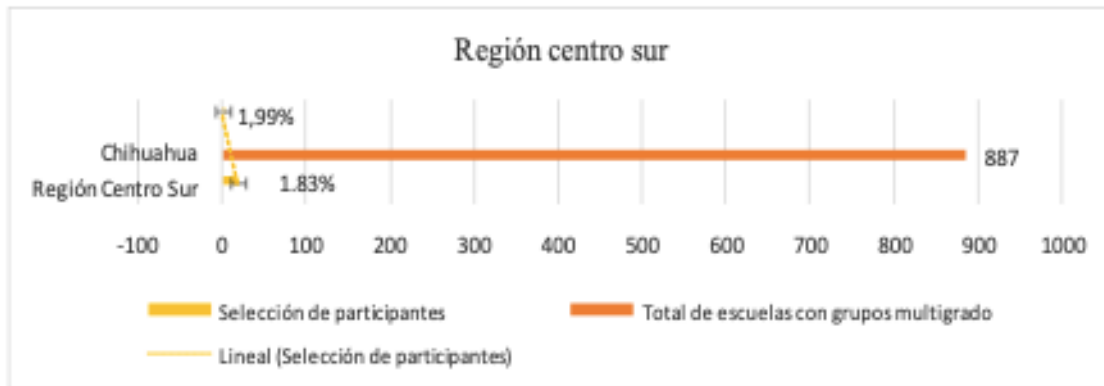 Región centro sur
1,99%
Chihuahua
887
Región Centro Sur
1.83%
-100 0 100 200 300 400 500 600 700 800 900 1000
Selección de participantes
Total de escuelas con grupos multigrado
Lineal (Selección de participantes)